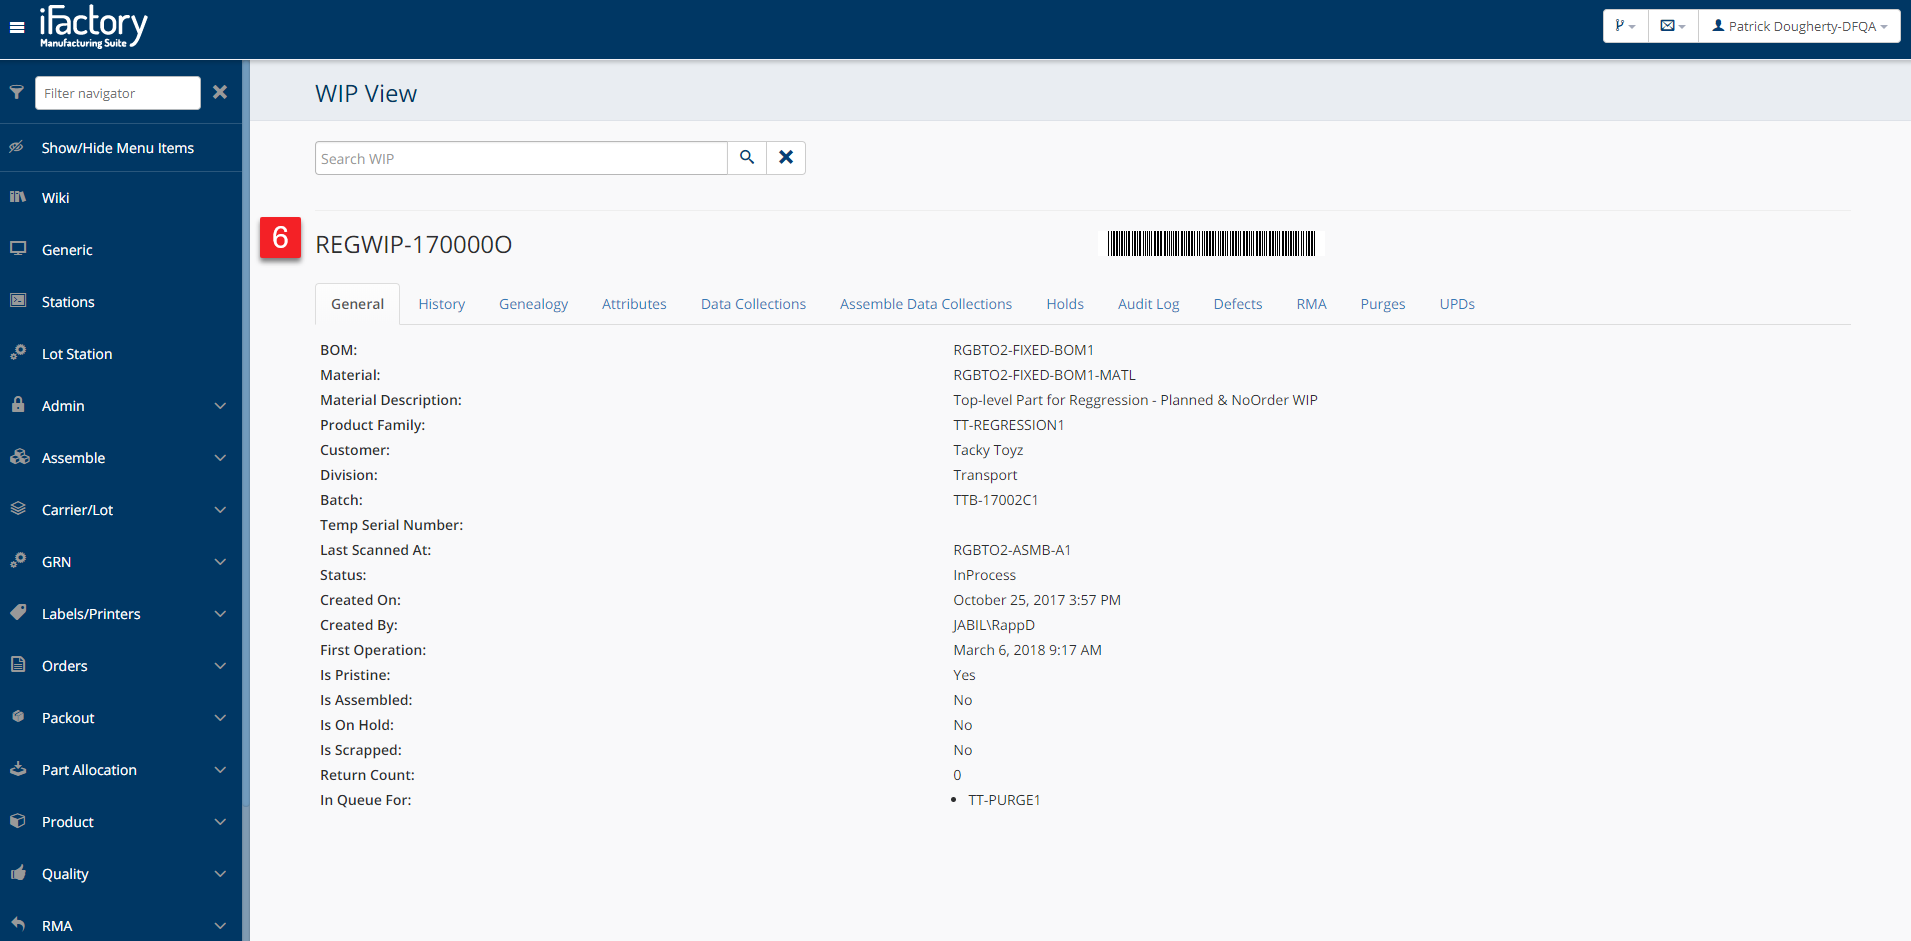 iFactory
Manufacturing Suite
Patrick Dougherty-DFQA
Filter navigator
Show/Hide Menu Items
Wiki
Generic
Stations
Lot Station
Admin
Assemble
Carrier/Lot
GRN
Labels/Printers
Orders
Packout
Part Allocation
Product
Quality
RMA
WIP View
Search WIP
6
REGWIP-170000O
General History Genealogy Attributes Data Collections Assemble Data Collections Holds Audit Log Defects RMA Purges UPDs
BOM: RGBTO2-FIXED-BOM1
Material: RGBTO2-FIXED-BOM1-MATL
Material Description: Top-level Part for Reggression - Planned & NoOrder WIP
Product Family: TT-REGRESSION1
Customer: Tacky Toyz
Division: Transport
Batch: TTB-17002C1
Temp Serial Number:
Last Scanned At: RGBTO2-ASMB-A1
Status: InProcess
Created On: October 25, 2017 3:57 PM
Created By: JABIL\RappD
First Operation: March 6, 2018 9:17 AM
Is Pristine: Yes
Is Assembled: No
Is On Hold: No
Is Scrapped: No
Return Count: 0
In Queue For: • TT-PURGE1